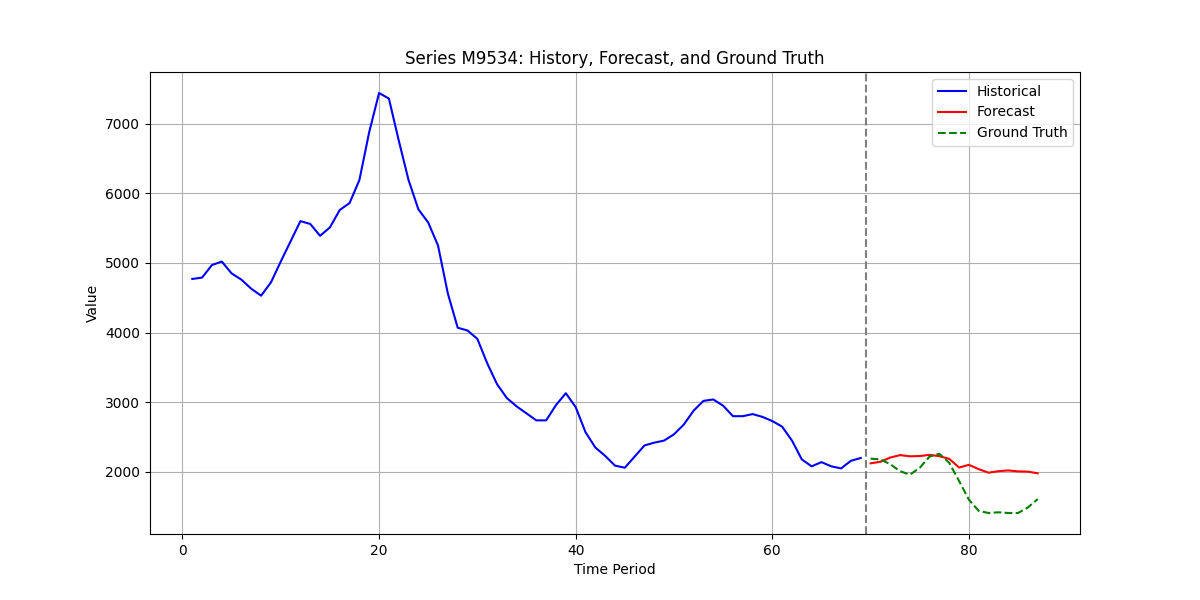 Series M9534: History, Forecast, and Ground Truth
Historical
Forecast
Ground Truth
Value
7000
6000
5000
4000
3000
2000
0
20
40
60
80
Time Period